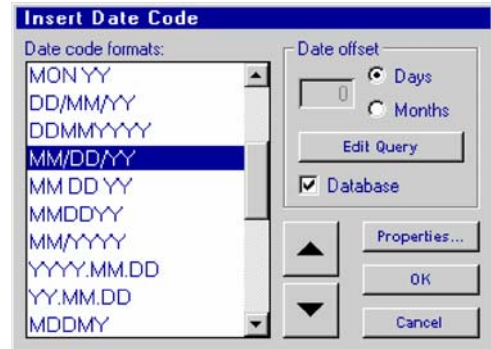 Insert Date Code
Date code formats:
MON YY
DD/MM/YY
DDMMYYYY
MM/DD/YY
MM DD YY
MMDDYY
MM/YYYY
YYYY.MM.DD
YY.MM.DD
MDDMY
Date offset
0
Days
Months
Edit Query
Database
Properties...
OK
Cancel